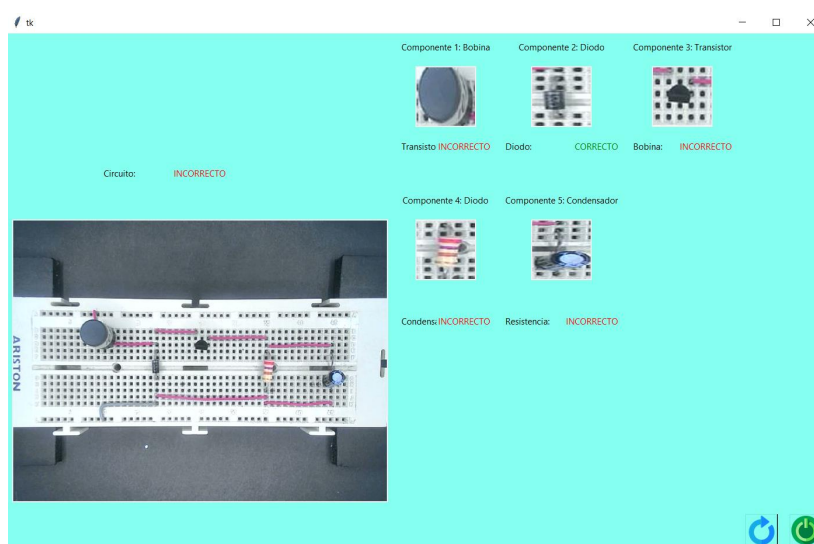 tk
Componente 1: Bobina
Componente 2: Diodo
Componente 3: Transistor
Transisto INCORRECTO
Diodo: CORRECTO
Bobina: INCORRECTO
Circuito: INCORRECTO
Componente 4: Diodo
Componente 5: Condensador
Condensa INCORRECTO
Resistencia: INCORRECTO
ARISTON